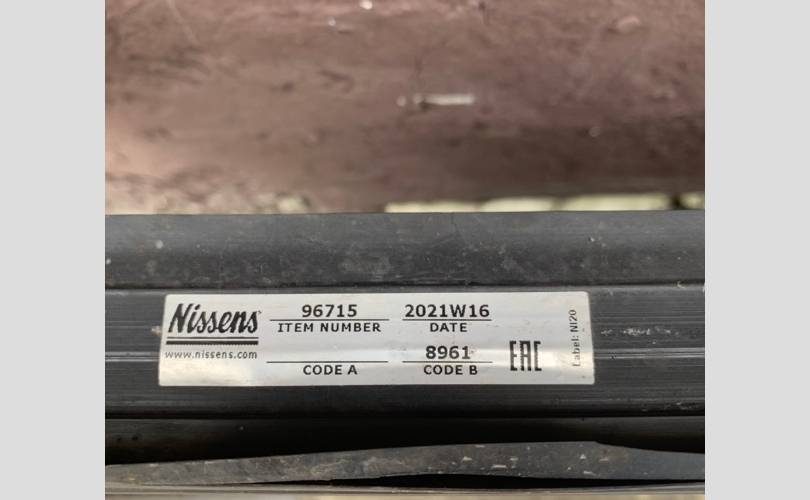 Nissens
96715
2021W16
ITEM NUMBER
DATE
www.nissens.com
8961
CODE A
CODE B
EAC
Label: NI20